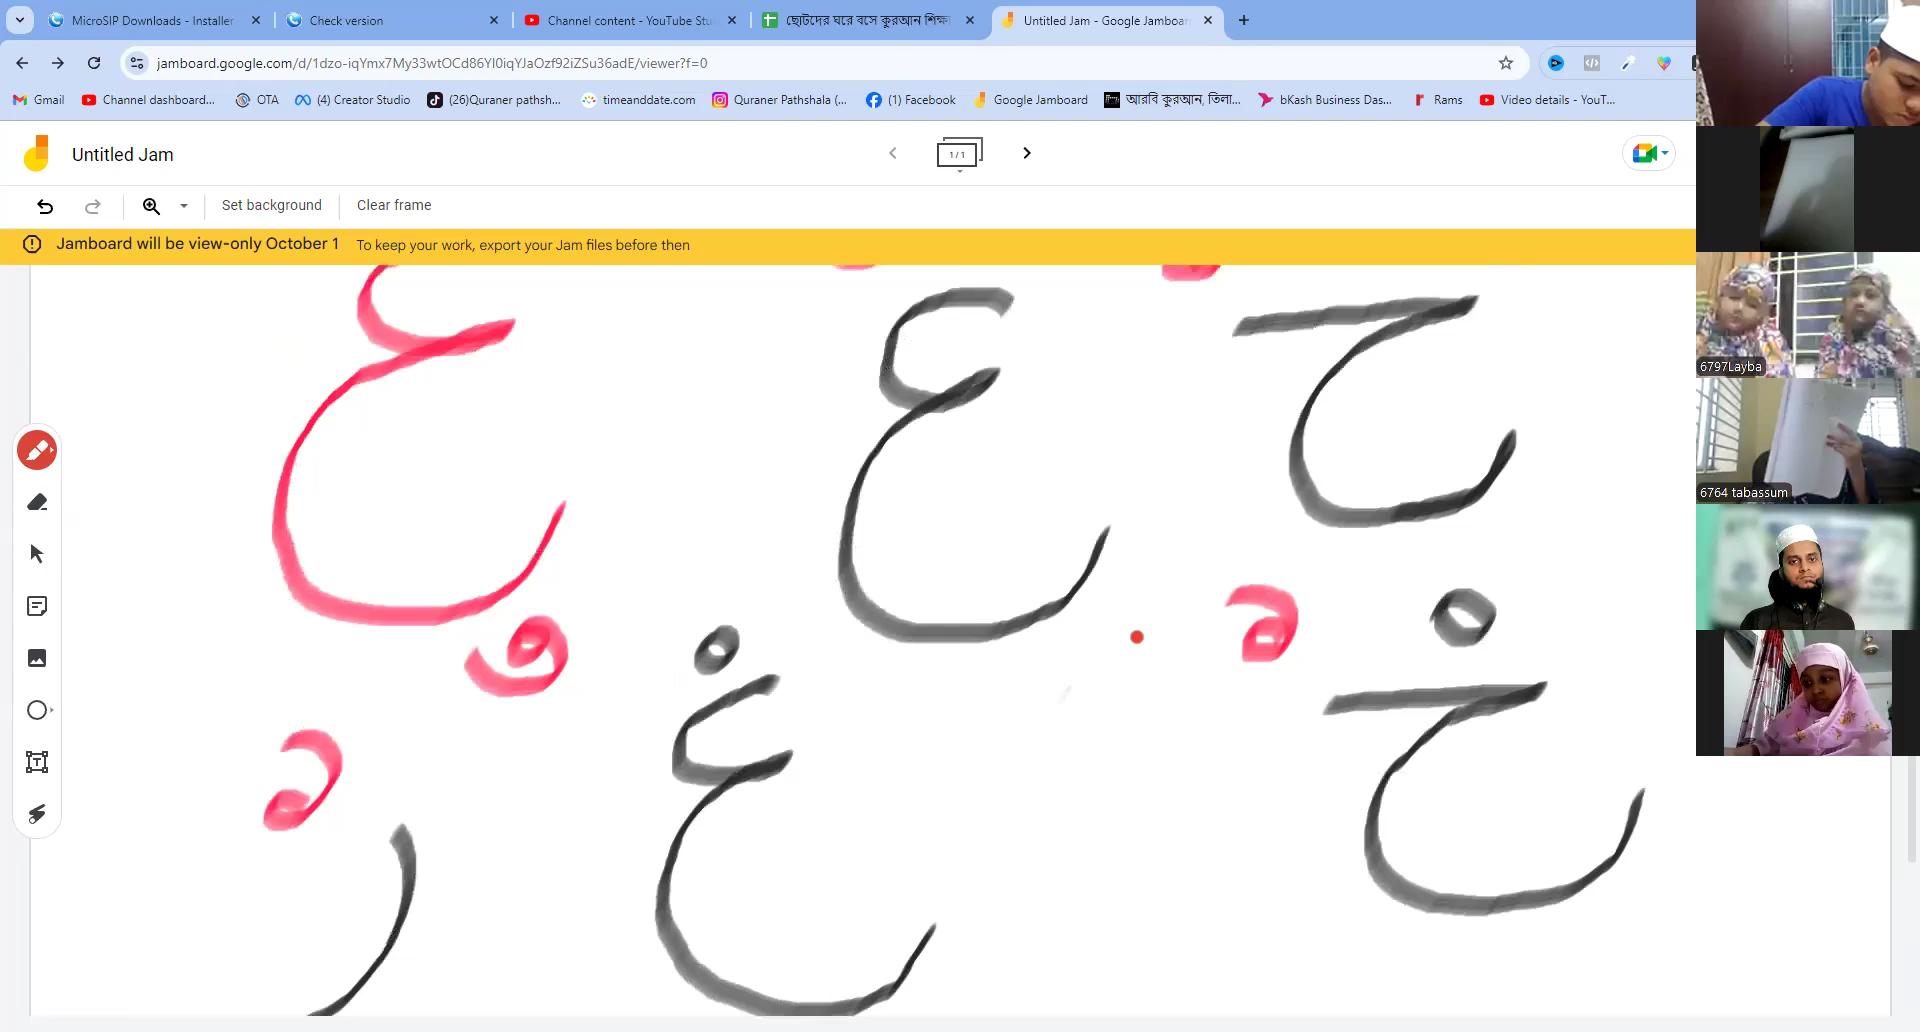 MicroSIP Downloads - Installer
Check version
Channel content - YouTube Stu
ছোটদের ঘরে বসে কুরআন শিক্ষ
Untitled Jam - Google Jamboar
jamboard.google.com/d/1dzo-iqYmx7My33wtOCd86YI0iqYJaOzf92iZSu36adE/viewer?f=0
Gmail
Channel dashboard...
OTA
(4) Creator Studio
(26)Quraner pathsh...
timeanddate.com
Quraner Pathshala (...
(1) Facebook
Google Jamboard
আরবি কুরআন, তিলা...
bKash Business Das...
Rams
Video details - YouT...
Untitled Jam
1 / 1
Set background
Clear frame
Jamboard will be view-only October 1
To keep your work, export your Jam files before then
ح
ع
ع
خ
غ
ر
6797Layba
6764 tabassum